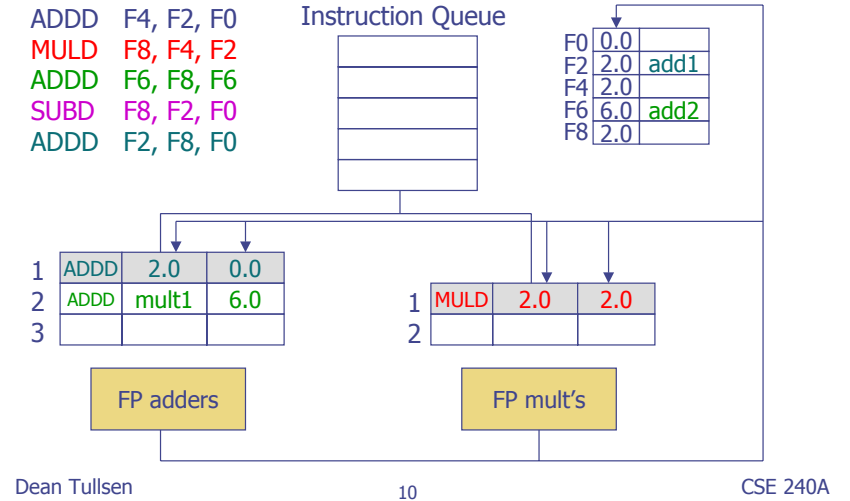 ADDD F4, F2, F0
MULD F8, F4, F2
ADDD F6, F8, F6
SUBD F8, F2, F0
ADDD F2, F8, F0
Instruction Queue
F0 0.0
F2 2.0 add1
F4 2.0
F6 6.0 add2
F8 2.0
1 ADDD 2.0 0.0
2 ADDD mult1 6.0
3
1 MULD 2.0 2.0
2
FP adders
FP mult's
Dean Tullsen
10
CSE 240A